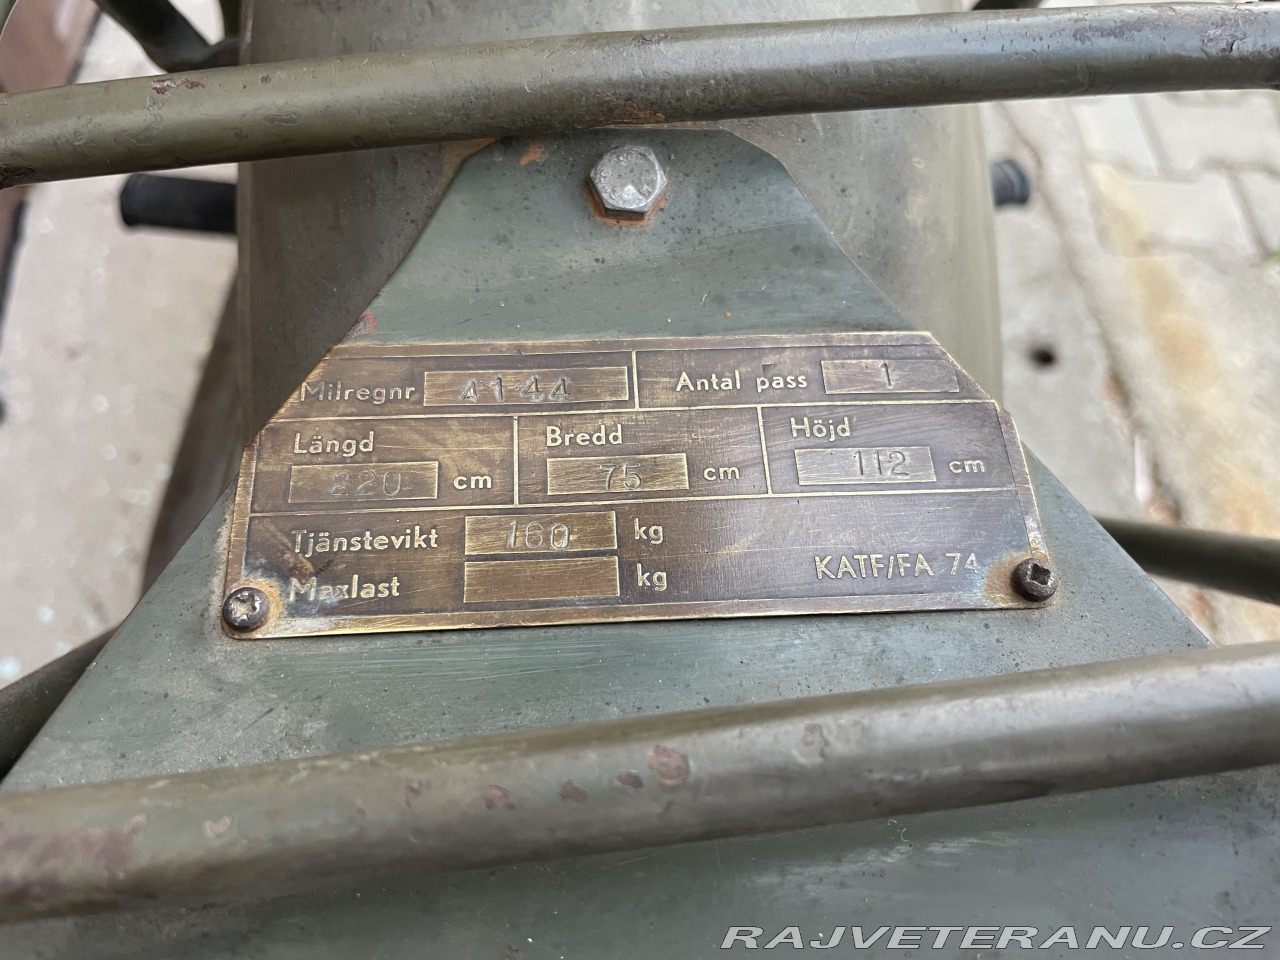 Milregnr 4144 Antal pass 1
Längd Bredd Höjd
220 cm 75 cm 112 cm
Tjänstevikt 160 kg
Maxlast kg KATF/FA 74
RAJVETERANU.CZ